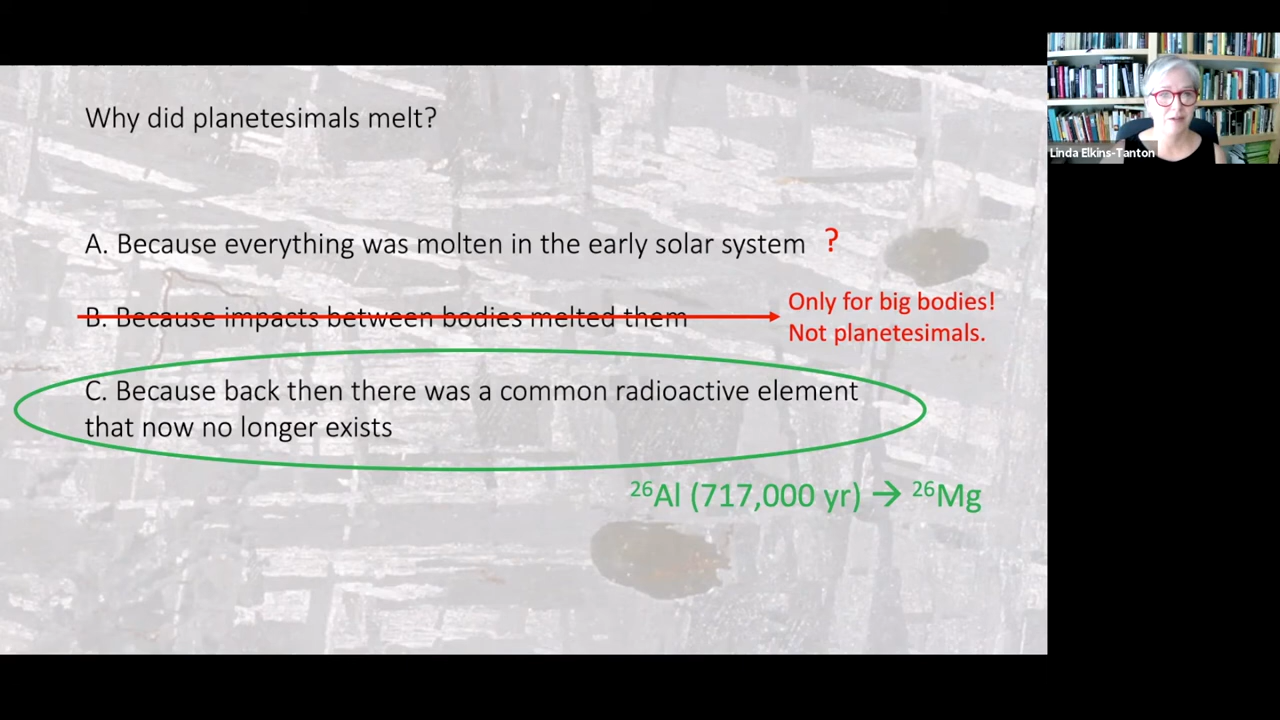 Why did planetesimals melt?
A. Because everything was molten in the early solar system ?
B. Because impacts between bodies melted them
Only for big bodies!
Not planetesimals.
C. Because back then there was a common radioactive element
that now no longer exists
²⁶Al (717,000 yr) → ²⁶Mg
Linda Elkins-Tanton